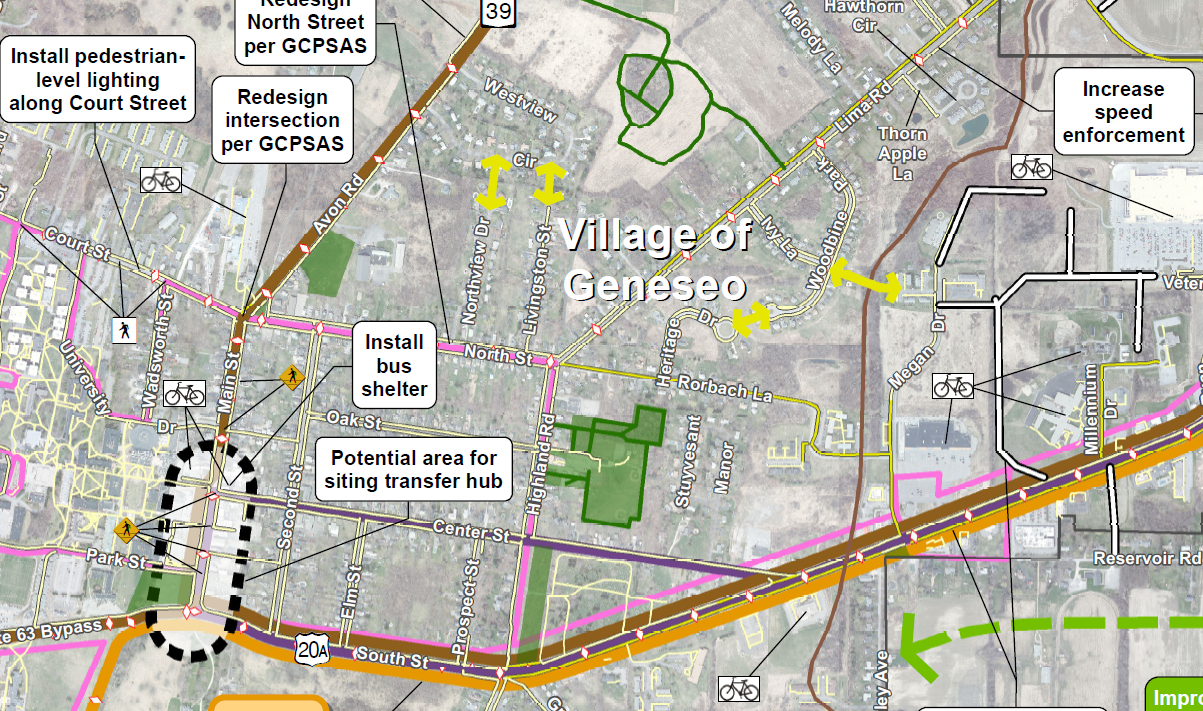 Redesign
North Street
per GCPSAS
39
Hawthorn
Cir
Melody La
Install pedestrian-
level lighting
along Court Street
Redesign
intersection
per GCPSAS
Westview
Cir
Lima Rd
Increase
speed
enforcement
Thorn
Apple
La
Park
Avon Rd
Court St
Northview Dr
Livingston St
Village of
Geneseo
Ivy La
Woodbine
Dr
Heritage
Wadsworth St
University
Dr
Main St
North St
Install
bus
shelter
Rorbach La
Megan
Dr
Millennium
Dr
Oak St
Highland Rd
Stuyvesant
Manor
Potential area for
siting transfer hub
Second St
Center St
Park St
Elm St
Prospect St
Reservoir Rd
63 Bypass
20A
South St
Ave